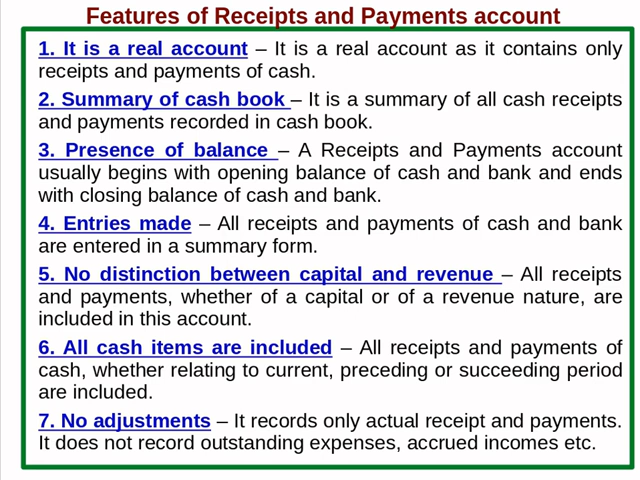 Features of Receipts and Payments account
1. It is a real account – It is a real account as it contains only
receipts and payments of cash.
2. Summary of cash book – It is a summary of all cash receipts
and payments recorded in cash book.
3. Presence of balance – A Receipts and Payments account
usually begins with opening balance of cash and bank and ends
with closing balance of cash and bank.
4. Entries made – All receipts and payments of cash and bank
are entered in a summary form.
5. No distinction between capital and revenue – All receipts
and payments, whether of a capital or of a revenue nature, are
included in this account.
6. All cash items are included – All receipts and payments of
cash, whether relating to current, preceding or succeeding period
are included.
7. No adjustments – It records only actual receipt and payments.
It does not record outstanding expenses, accrued incomes etc.